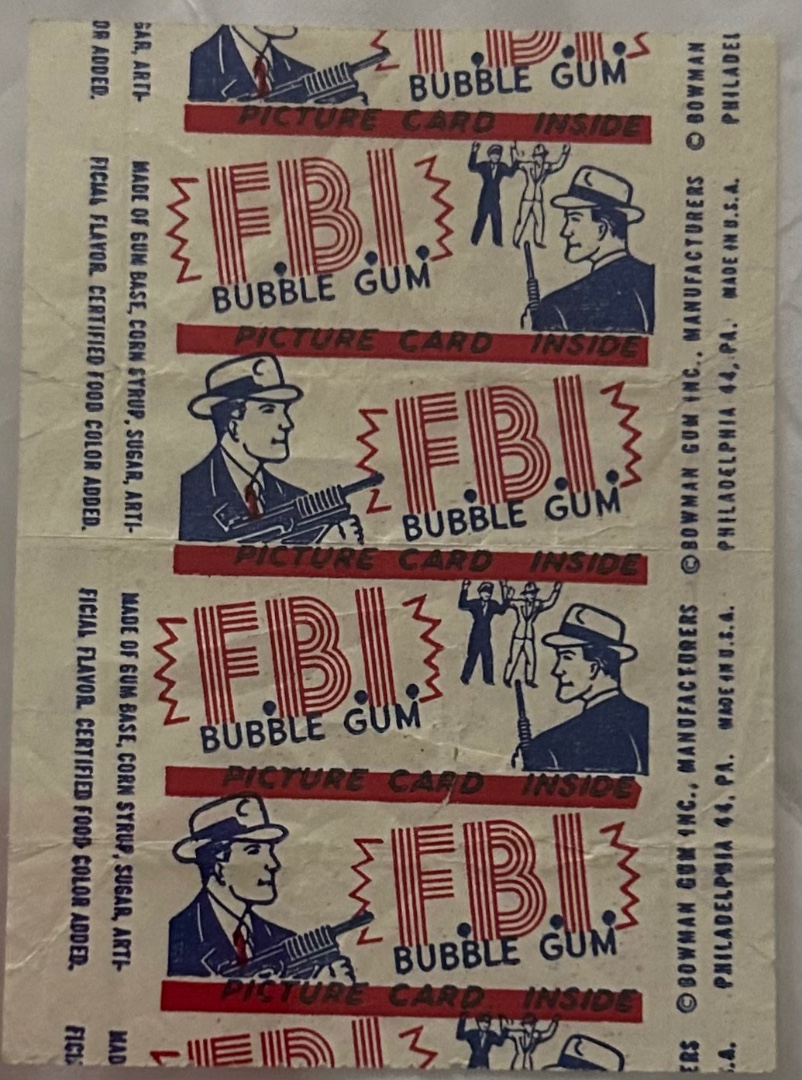 F.B.I.
BUBBLE GUM
PICTURE CARD INSIDE
F.B.I.
BUBBLE GUM
PICTURE CARD INSIDE
F.B.I.
BUBBLE GUM
PICTURE CARD INSIDE
F.B.I.
BUBBLE GUM
PICTURE CARD INSIDE
F.B.I.
BUBBLE GUM
PICTURE CARD INSIDE
F.B.I.
GAR, ARTI-
OR ADDED.
MADE OF GUM BASE, CORN SYRUP, SUGAR, ARTI-
FICIAL FLAVOR. CERTIFIED FOOD COLOR ADDED.
MADE OF GUM BASE, CORN SYRUP, SUGAR, ARTI-
FICIAL FLAVOR. CERTIFIED FOOD COLOR ADDED.
MAD
FICI
© BOWMAN
PHILADEL
© BOWMAN GUM INC., MANUFACTURERS
PHILADELPHIA 44, PA. MADE IN U.S.A.
© BOWMAN GUM INC., MANUFACTURERS
PHILADELPHIA 44, PA. MADE IN U.S.A.
ERS
S.A.